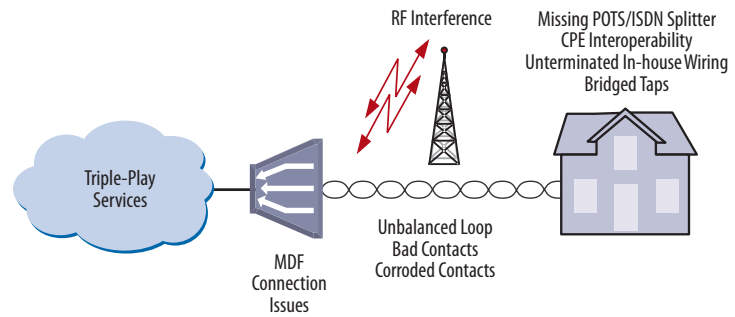 RF Interference
Missing POTS/ISDN Splitter
CPE Interoperability
Unterminated In-house Wiring
Bridged Taps
Triple-Play
Services
MDF
Connection
Issues
Unbalanced Loop
Bad Contacts
Corroded Contacts